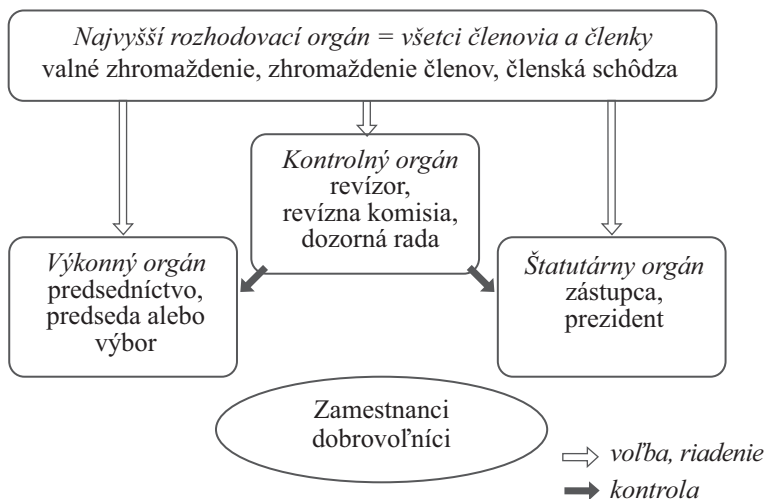 Najvyšší rozhodovací orgán = všetci členovia a členky
valné zhromaždenie, zhromaždenie členov, členská schôdza
Kontrolný orgán
revízor,
revízna komisia,
dozorná rada
Výkonný orgán
predsedníctvo,
predseda alebo
výbor
Štatutárny orgán
zástupca,
prezident
Zamestnanci
dobrovoľníci
voľba, riadenie
kontrola